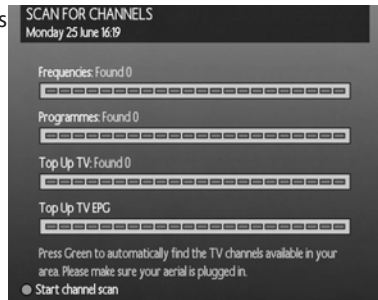 s
SCAN FOR CHANNELS
Monday 25 June 16:19
Frequencies: Found 0
Programmes: Found 0
Top Up TV: Found 0
Top Up TV EPG
Press Green to automatically find the TV channels available in your
area. Please make sure your aerial is plugged in.
Start channel scan